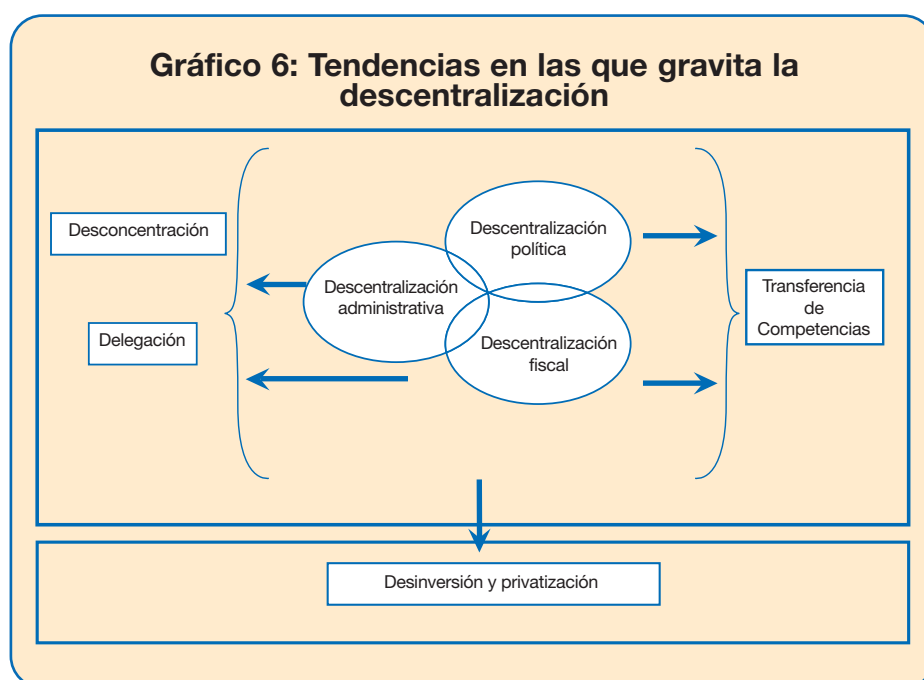 Gráfico 6: Tendencias en las que gravita la
descentralización
Desconcentración
Delegación
Descentralización
administrativa
Descentralización
política
Descentralización
fiscal
Transferencia
de
Competencias
Desinversión y privatización